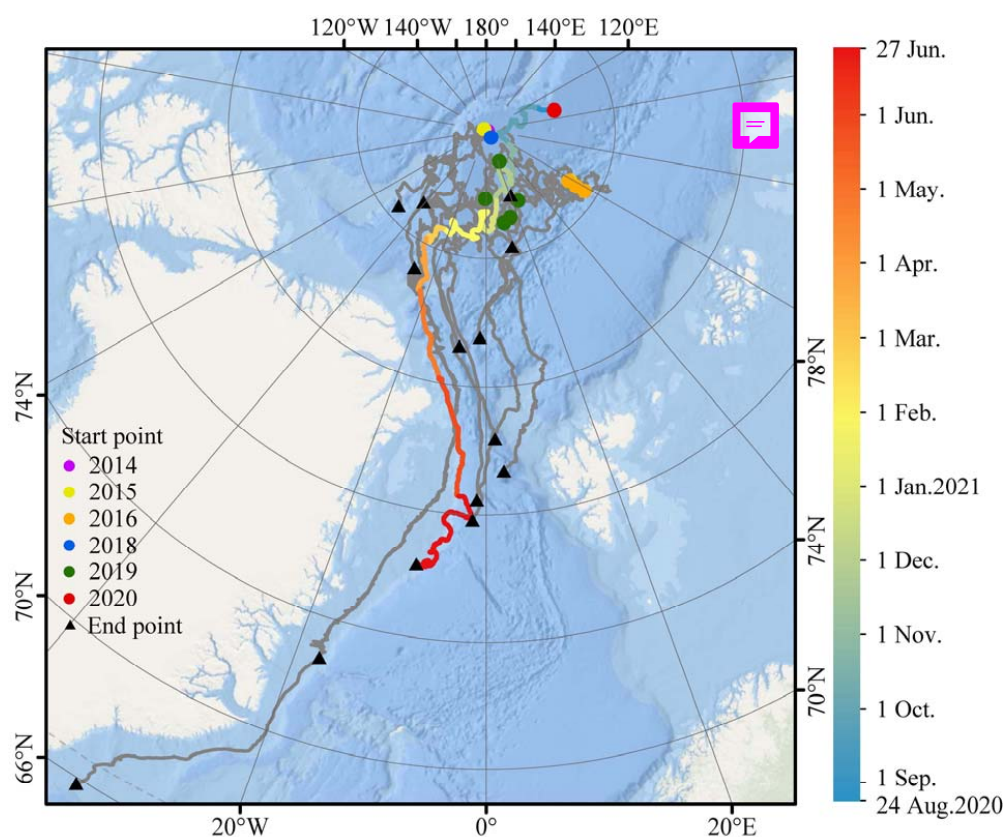 120°W 140°W 180° 140°E 120°E
74°N
70°N
66°N
78°N
74°N
70°N
20°W 0° 20°E
Start point
2014
2015
2016
2018
2019
2020
End point
27 Jun.
1 Jun.
1 May.
1 Apr.
1 Mar.
1 Feb.
1 Jan.2021
1 Dec.
1 Nov.
1 Oct.
1 Sep.
24 Aug.2020